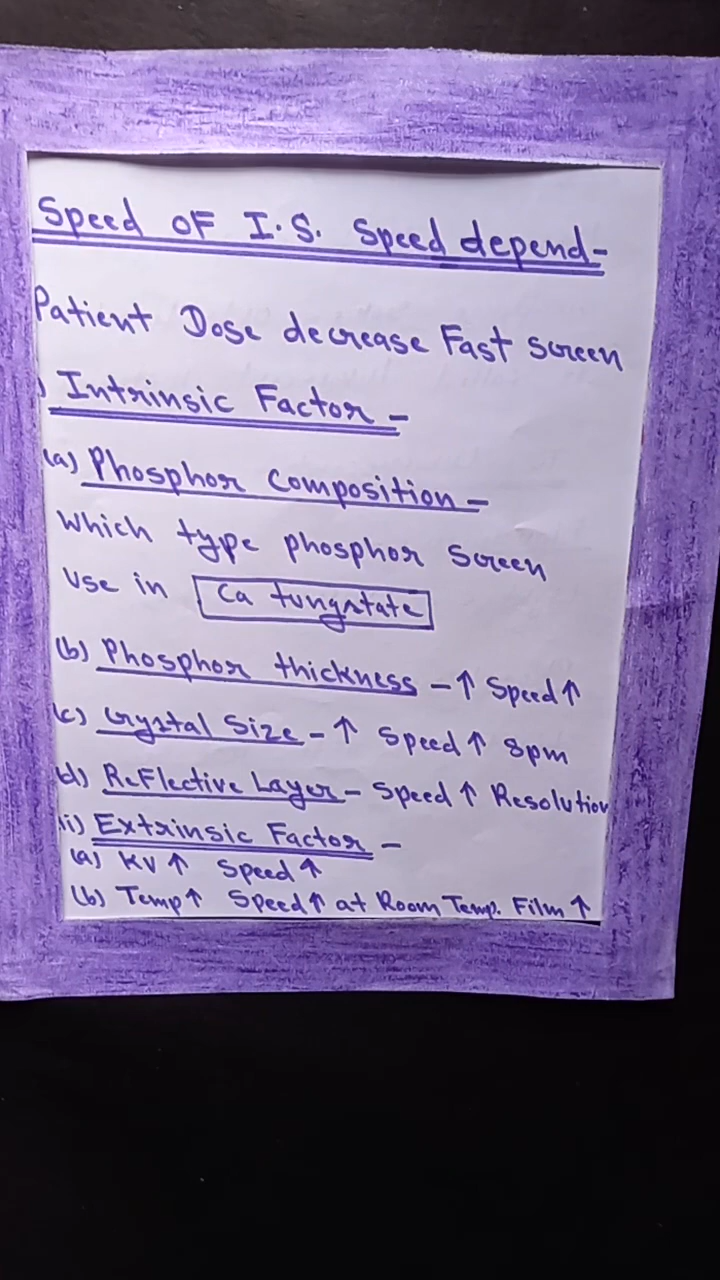 Speed OF I.S. Speed depend-
Patient Dose decrease Fast screen
) Intrinsic Factor -
(a) Phosphor Composition -
Which type phosphor screen
Use in Ca tungstate
(b) Phosphor thickness - ↑ Speed ↑
(c) Crystal Size - ↑ Speed ↑ 8pm
d) Reflective Layer - Speed ↑ Resolution
ii) Extrinsic Factor -
(a) KV ↑ Speed ↑
(b) Temp ↑ Speed ↑ at Room Temp. Film ↑